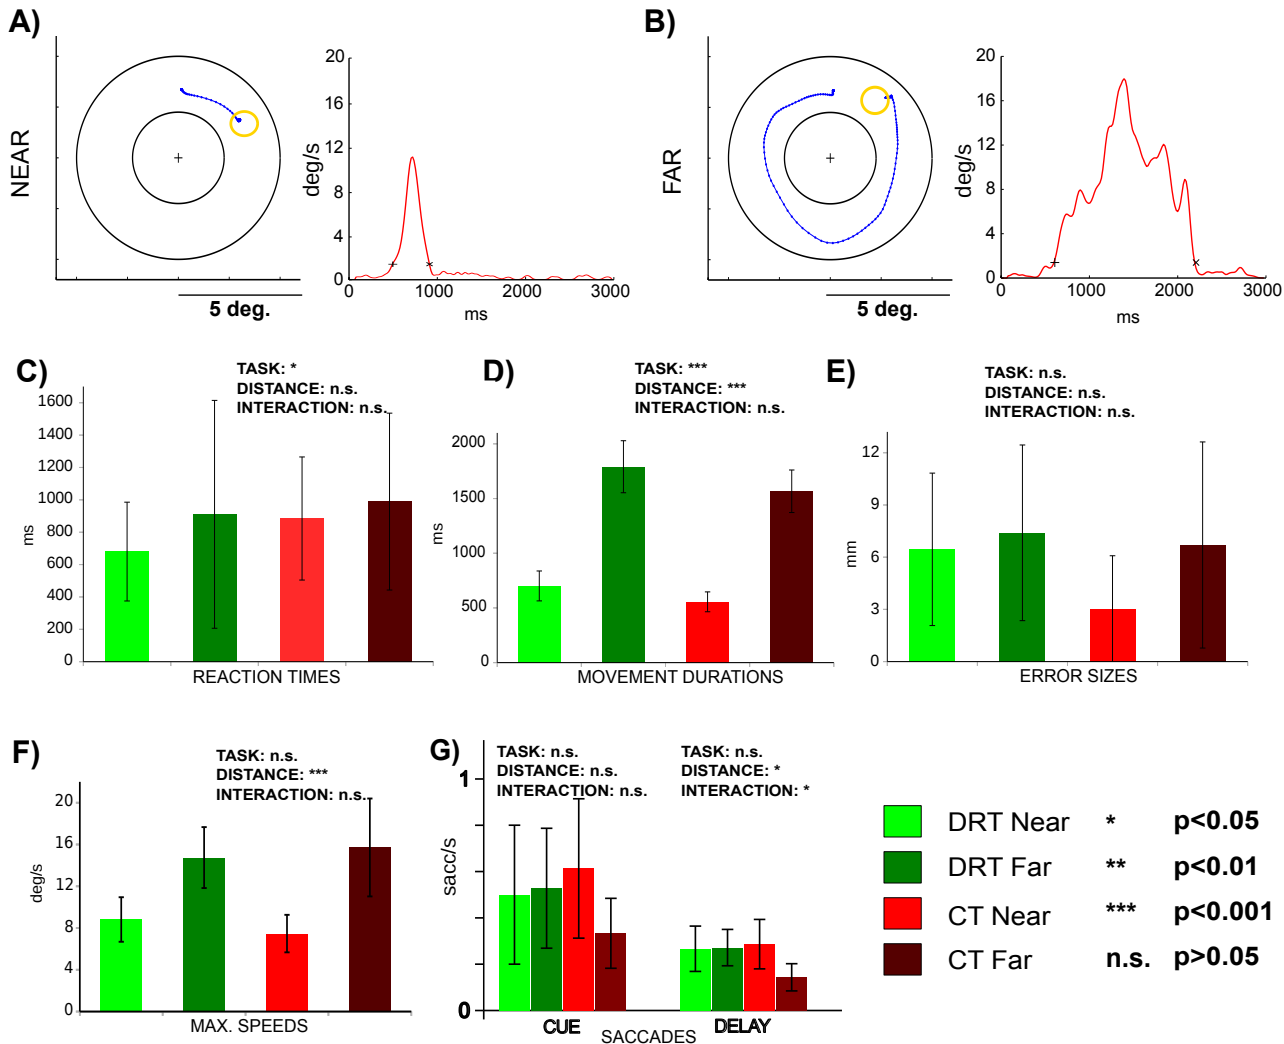 A)
NEAR
5 deg.
deg/s
20
16
12
8
4
0
0
1000
2000
3000
ms
B)
FAR
5 deg.
deg/s
20
16
12
8
4
0
0
1000
2000
3000
ms
C)
TASK: *
DISTANCE: n.s.
INTERACTION: n.s.
ms
1600
1400
1200
1000
800
600
400
200
0
REACTION TIMES
D)
TASK: ***
DISTANCE: ***
INTERACTION: n.s.
ms
2000
1500
1000
500
0
MOVEMENT DURATIONS
E)
TASK: n.s.
DISTANCE: n.s.
INTERACTION: n.s.
mm
12
9
6
3
0
ERROR SIZES
F)
TASK: n.s.
DISTANCE: ***
INTERACTION: n.s.
deg/s
20
16
12
8
4
0
MAX. SPEEDS
G)
TASK: n.s.
DISTANCE: n.s.
INTERACTION: n.s.
TASK: n.s.
DISTANCE: *
INTERACTION: *
sacc/s
1
0
CUE
DELAY
SACCADES
DRT Near * p<0.05
DRT Far ** p<0.01
CT Near *** p<0.001
CT Far n.s. p>0.05